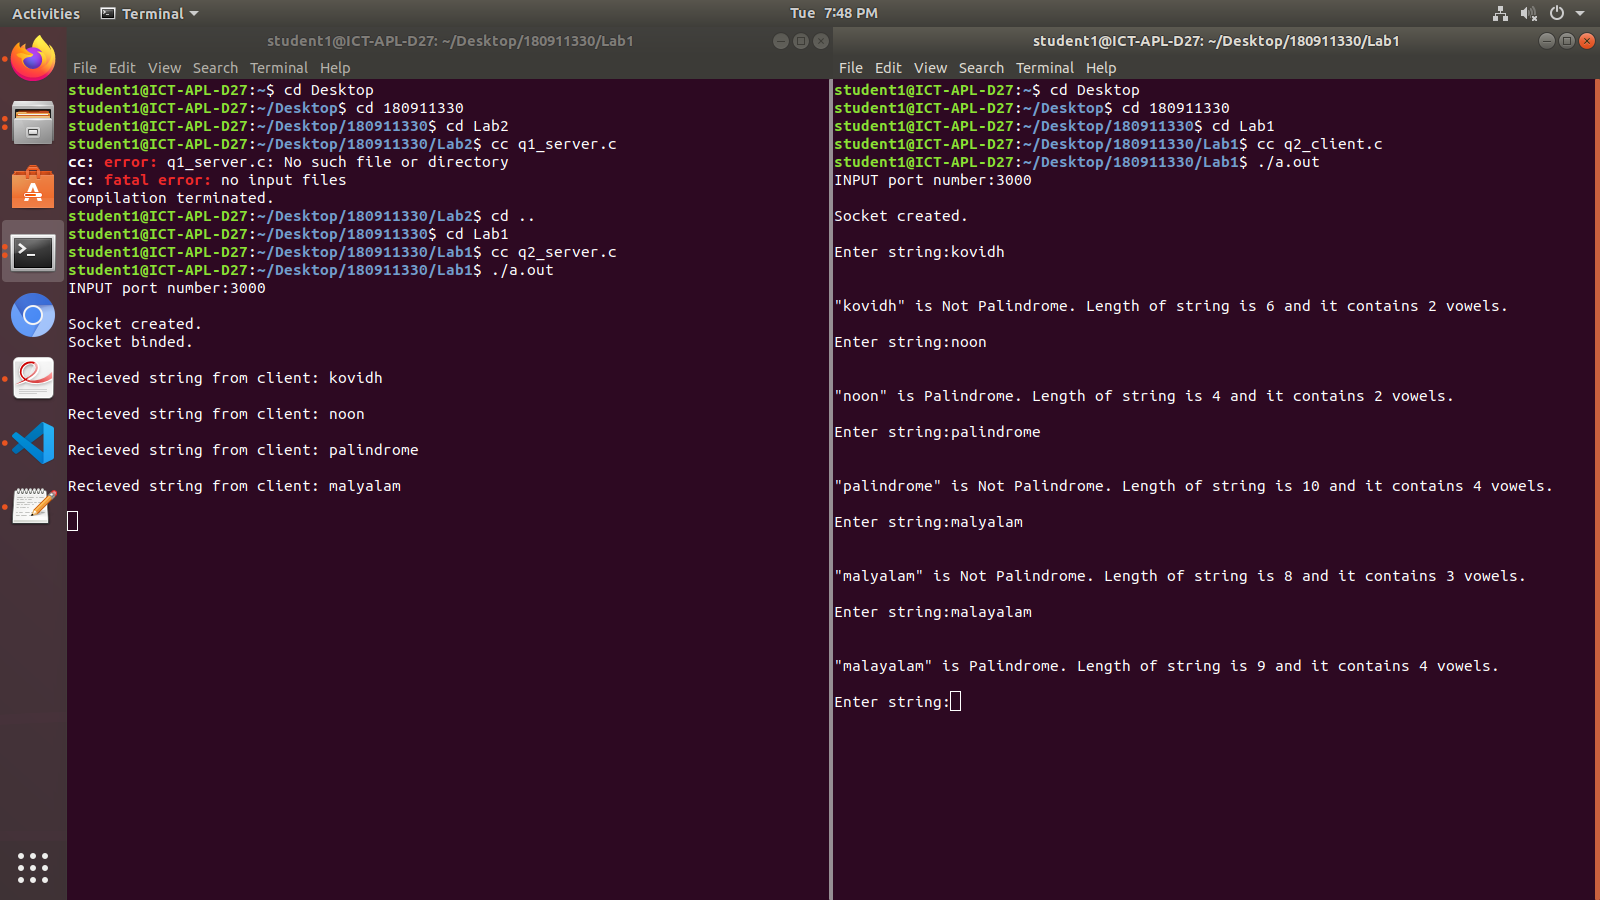 Activities Terminal Tue 7:48 PM
student1@ICT-APL-D27: ~/Desktop/180911330/Lab1
File Edit View Search Terminal Help
student1@ICT-APL-D27:~$ cd Desktop
student1@ICT-APL-D27:~/Desktop$ cd 180911330
student1@ICT-APL-D27:~/Desktop/180911330$ cd Lab2
student1@ICT-APL-D27:~/Desktop/180911330/Lab2$ cc q1_server.c
cc: error: q1_server.c: No such file or directory
cc: fatal error: no input files
compilation terminated.
student1@ICT-APL-D27:~/Desktop/180911330/Lab2$ cd ..
student1@ICT-APL-D27:~/Desktop/180911330$ cd Lab1
student1@ICT-APL-D27:~/Desktop/180911330/Lab1$ cc q2_server.c
student1@ICT-APL-D27:~/Desktop/180911330/Lab1$ ./a.out
INPUT port number:3000
Socket created.
Socket binded.
Recieved string from client: kovidh
Recieved string from client: noon
Recieved string from client: palindrome
Recieved string from client: malyalam
student1@ICT-APL-D27: ~/Desktop/180911330/Lab1
File Edit View Search Terminal Help
student1@ICT-APL-D27:~$ cd Desktop
student1@ICT-APL-D27:~/Desktop$ cd 180911330
student1@ICT-APL-D27:~/Desktop/180911330$ cd Lab1
student1@ICT-APL-D27:~/Desktop/180911330/Lab1$ cc q2_client.c
student1@ICT-APL-D27:~/Desktop/180911330/Lab1$ ./a.out
INPUT port number:3000
Socket created.
Enter string:kovidh
"kovidh" is Not Palindrome. Length of string is 6 and it contains 2 vowels.
Enter string:noon
"noon" is Palindrome. Length of string is 4 and it contains 2 vowels.
Enter string:palindrome
"palindrome" is Not Palindrome. Length of string is 10 and it contains 4 vowels.
Enter string:malyalam
"malyalam" is Not Palindrome. Length of string is 8 and it contains 3 vowels.
Enter string:malayalam
"malayalam" is Palindrome. Length of string is 9 and it contains 4 vowels.
Enter string: